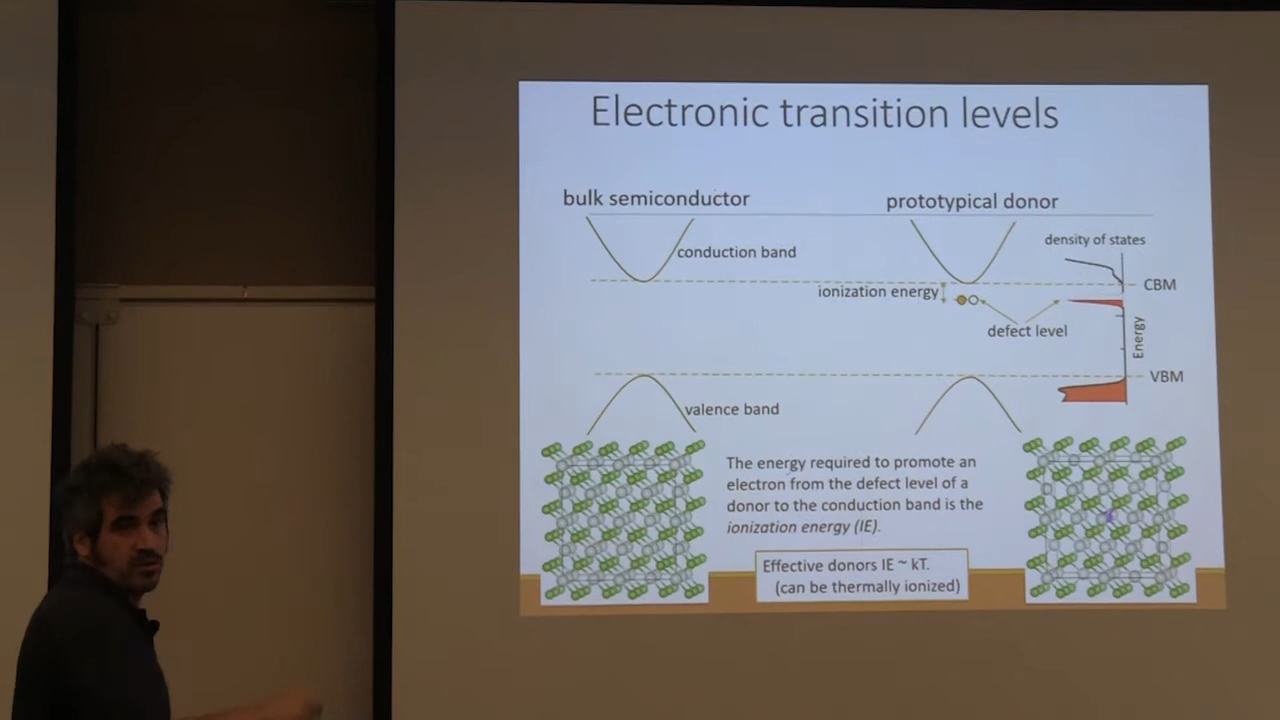 Electronic transition levels
bulk semiconductor
prototypical donor
density of states
conduction band
CBM
ionization energy
defect level
Energy
VBM
valence band
The energy required to promote an
electron from the defect level of a
donor to the conduction band is the
ionization energy (IE).
Effective donors IE ~ kT.
(can be thermally ionized)